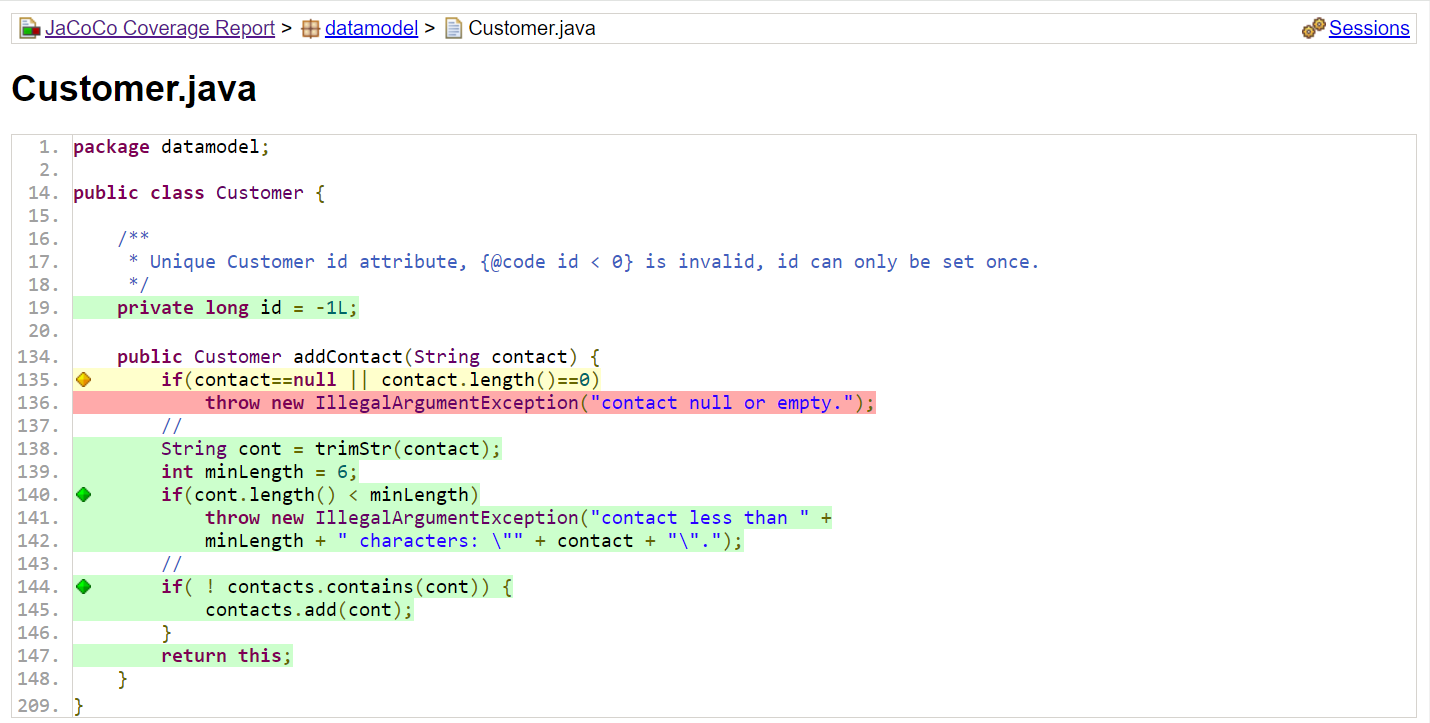 JaCoCo Coverage Report > datamodel > Customer.java Sessions
Customer.java
1. package datamodel;
2.
14. public class Customer {
15.
16.     /**
17.      * Unique Customer id attribute, {@code id < 0} is invalid, id can only be set once.
18.      */
19.     private long id = -1L;
20.
134.     public Customer addContact(String contact) {
135.         if(contact==null || contact.length()==0)
136.             throw new IllegalArgumentException("contact null or empty.");
137.         //
138.         String cont = trimStr(contact);
139.         int minLength = 6;
140.         if(cont.length() < minLength)
141.             throw new IllegalArgumentException("contact less than " +
142.             minLength + " characters: \"" + contact + "\".");
143.         //
144.         if( ! contacts.contains(cont)) {
145.             contacts.add(cont);
146.         }
147.         return this;
148.     }
209. }